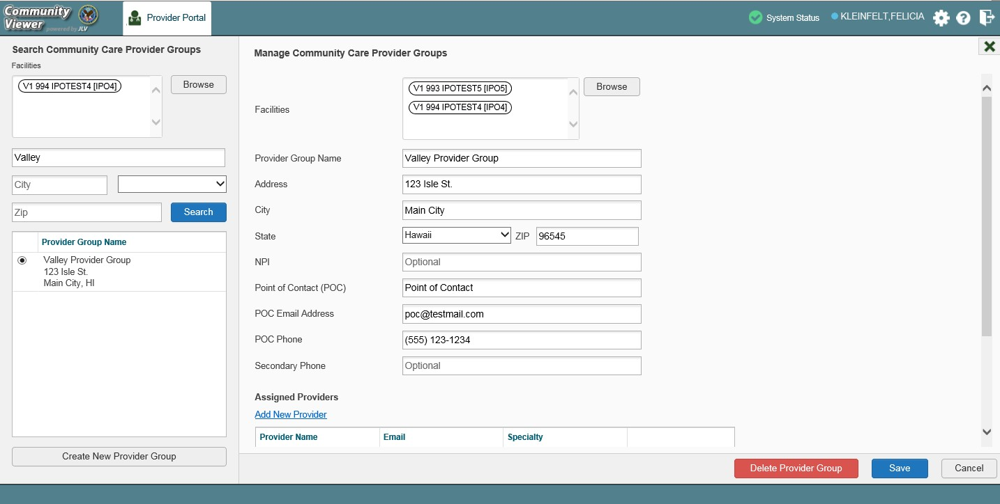 Community
Viewer
powered by JLV
Provider Portal
System Status
KLEINFELT,FELICIA
Search Community Care Provider Groups
Facilities
V1 994 IPOTEST4 [IPO4]
Browse
Valley
City
Zip
Search
Provider Group Name
Valley Provider Group
123 Isle St.
Main City, HI
Create New Provider Group
Manage Community Care Provider Groups
Facilities
V1 993 IPOTEST5 [IPO5]
V1 994 IPOTEST4 [IPO4]
Browse
Provider Group Name
Valley Provider Group
Address
123 Isle St.
City
Main City
State
Hawaii
ZIP
96545
NPI
Optional
Point of Contact (POC)
Point of Contact
POC Email Address
poc@testmail.com
POC Phone
(555) 123-1234
Secondary Phone
Optional
Assigned Providers
Add New Provider
Provider Name
Email
Specialty
Delete Provider Group
Save
Cancel